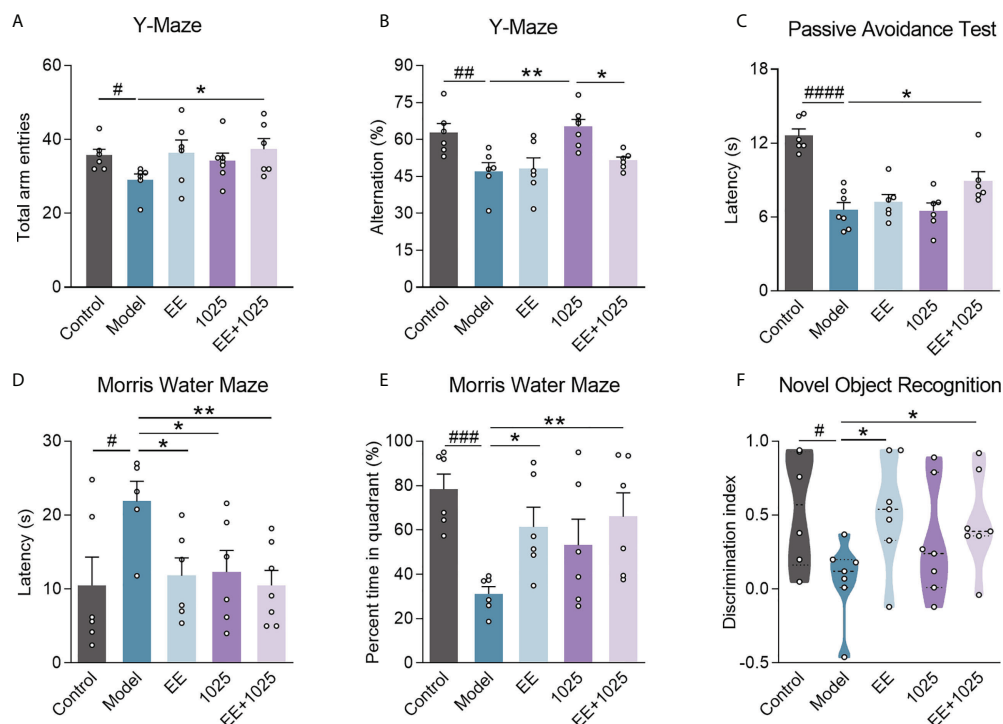 A
Y-Maze
Total arm entries
60
40
20
0
#
*
Control
Model
EE
1025
EE+1025
B
Y-Maze
Alternation (%)
90
75
60
45
30
15
0
##
**
*
Control
Model
EE
1025
EE+1025
C
Passive Avoidance Test
Latency (s)
18
12
6
0
####
*
Control
Model
EE
1025
EE+1025
D
Morris Water Maze
Latency (s)
30
20
10
0
#
**
*
*
Control
Model
EE
1025
EE+1025
E
Morris Water Maze
Percent time in quadrant (%)
100
80
60
40
20
0
###
**
*
Control
Model
EE
1025
EE+1025
F
Novel Object Recognition
Discrimination index
1.0
0.5
0.0
-0.5
#
*
*
Control
Model
EE
1025
EE+1025